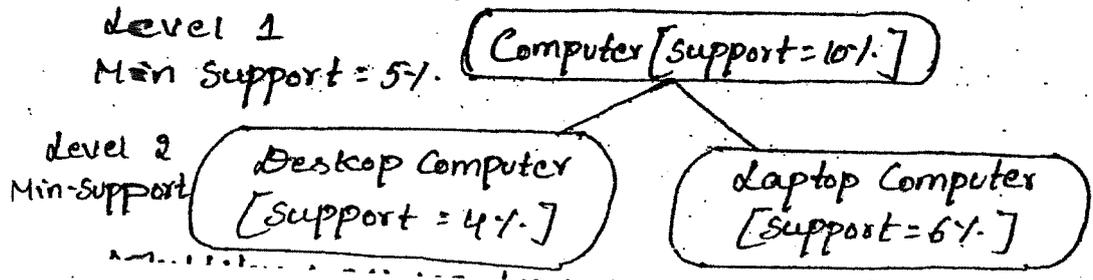 Level 1
Min Support = 5%.
Computer [Support = 10%.]
Level 2
Min-Support
Deskop Computer
[Support = 4%.]
Laptop Computer
[Support = 6%.]